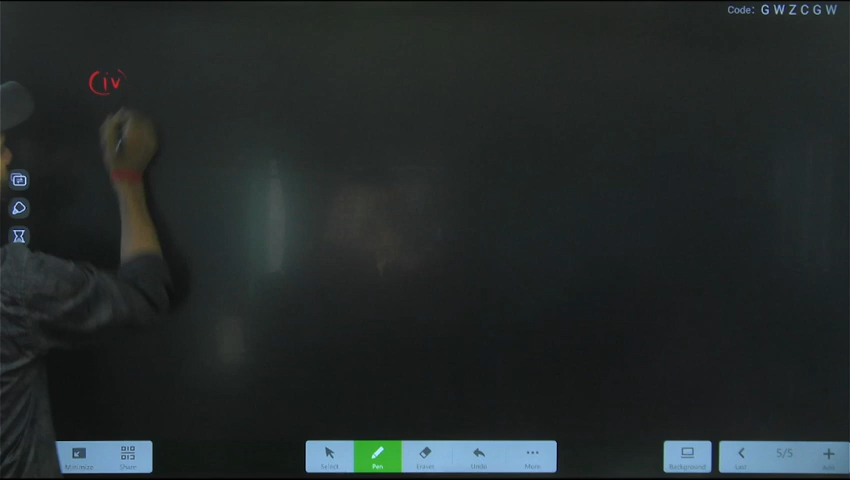 Code: GWZCGW
(iv)
Minimize Share Select Pen Eraser Undo More Background Last 5/5 Add